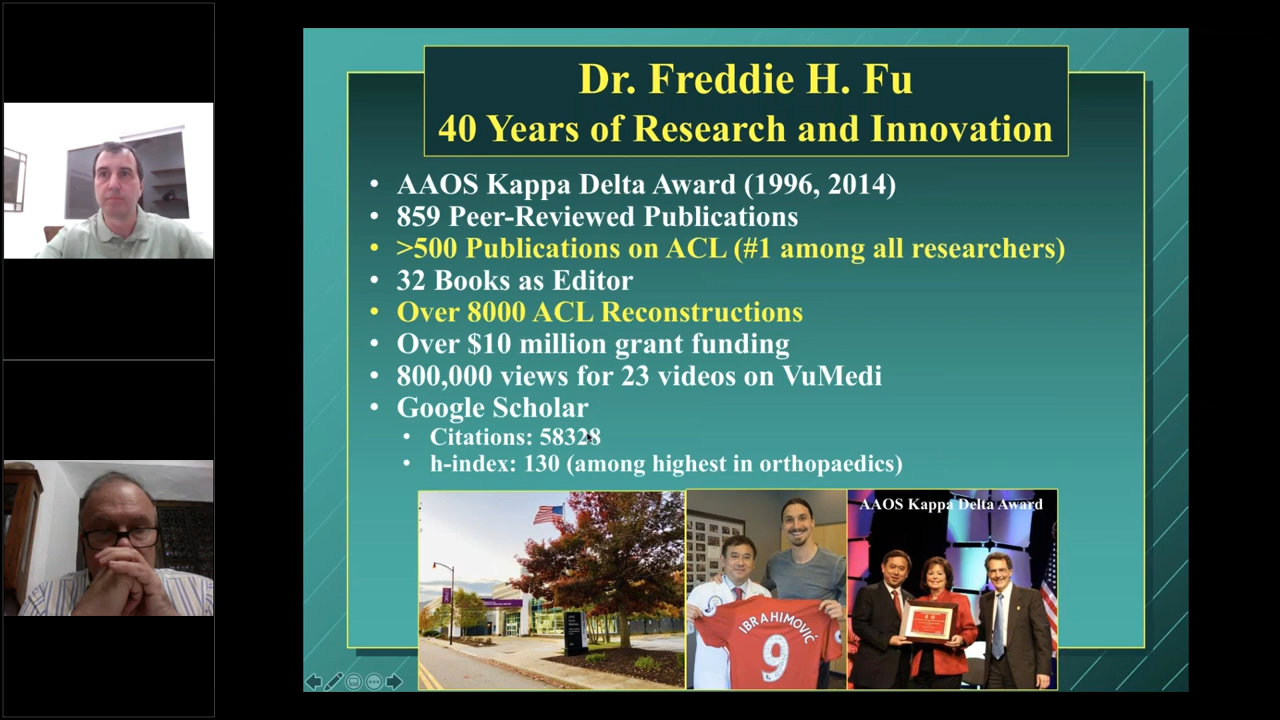 Dr. Freddie H. Fu
40 Years of Research and Innovation
• AAOS Kappa Delta Award (1996, 2014)
• 859 Peer-Reviewed Publications
• >500 Publications on ACL (#1 among all researchers)
• 32 Books as Editor
• Over 8000 ACL Reconstructions
• Over $10 million grant funding
• 800,000 views for 23 videos on VuMedi
• Google Scholar
• Citations: 58328
• h-index: 130 (among highest in orthopaedics)
AAOS Kappa Delta Award
IBRAHIMOVIĆ
9